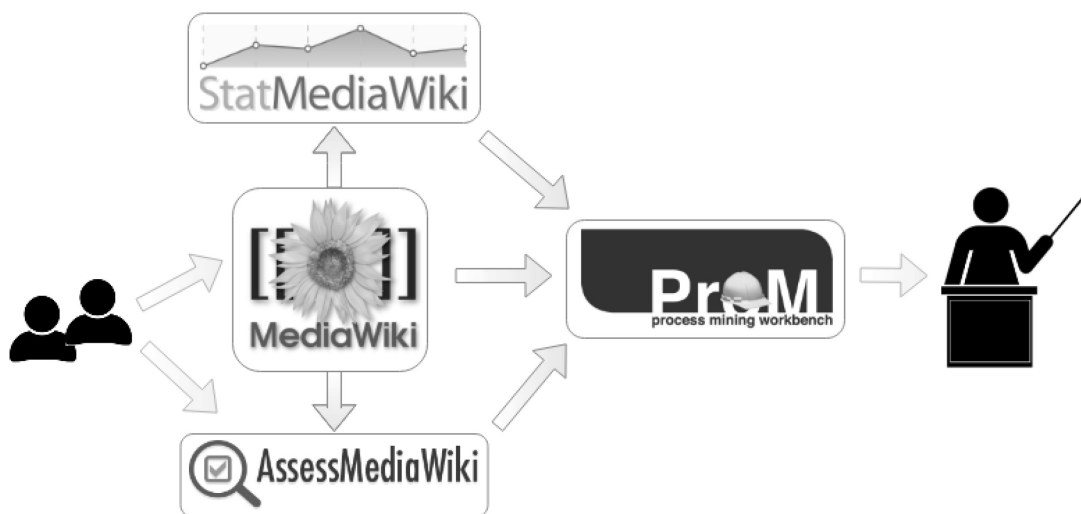 StatMediaWiki
[[ ]]
MediaWiki
ProM
process mining workbench
AssessMediaWiki